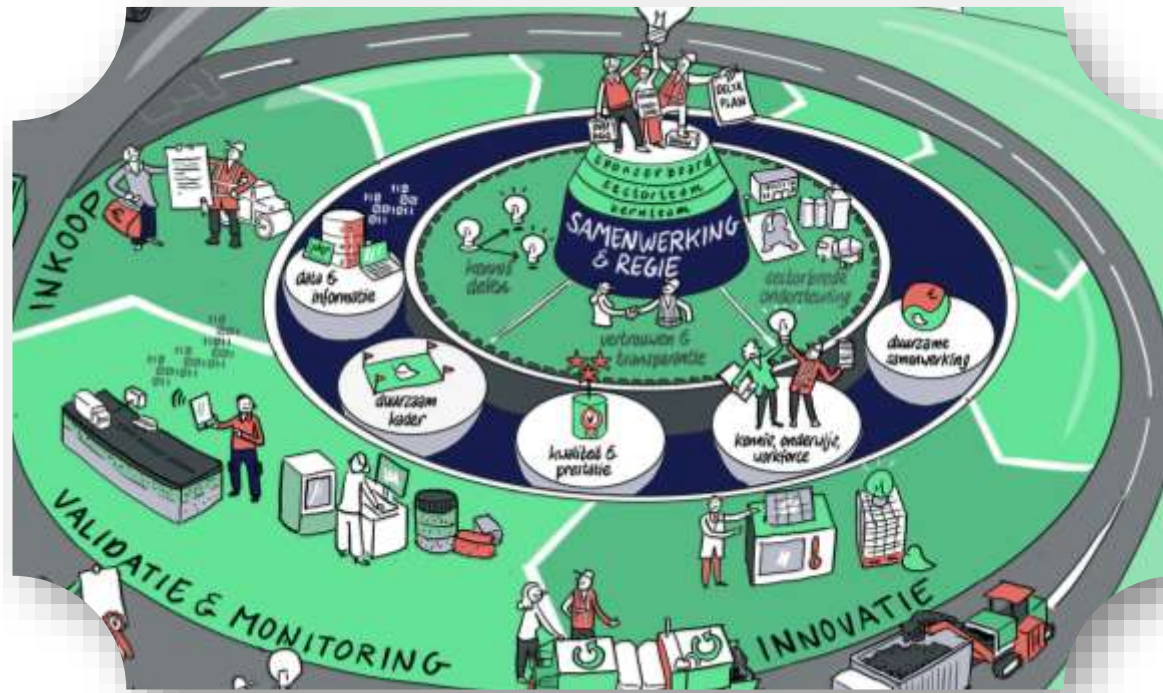 DELTA
PLAN
sponsorboard
sectorteam
kernteam
SAMENWERKING
& REGIE
kennis
delen
sectorbrede
ondersteuning
vertrouwen &
transparantie
data &
informatie
duurzaam
kader
kwaliteit &
prestatie
kennis, onderwijs,
workforce
duurzame
samenwerking
INKOOP
VALIDATIE & MONITORING
INNOVATIE